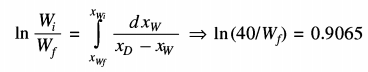 ln W_i/W_f = ∫_{x_{Wf}}^{x_{Wi}} dx_W/(x_D − x_W) ⇒ ln(40/W_f) = 0.9065